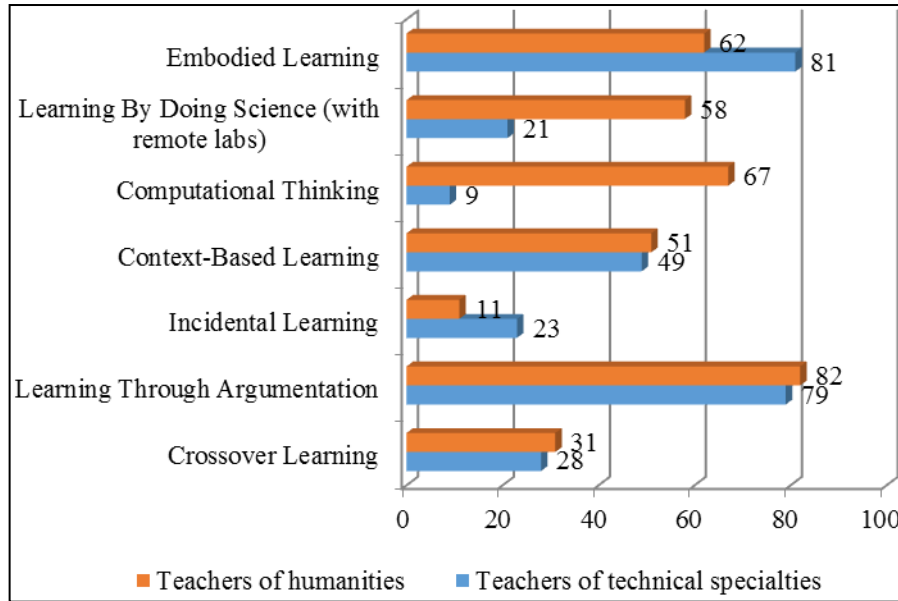 Embodied Learning
62
81
Learning By Doing Science (with
remote labs)
58
21
Computational Thinking
67
9
Context-Based Learning
51
49
Incidental Learning
11
23
Learning Through Argumentation
82
79
Crossover Learning
31
28
0 20 40 60 80 100
Teachers of humanities Teachers of technical specialties